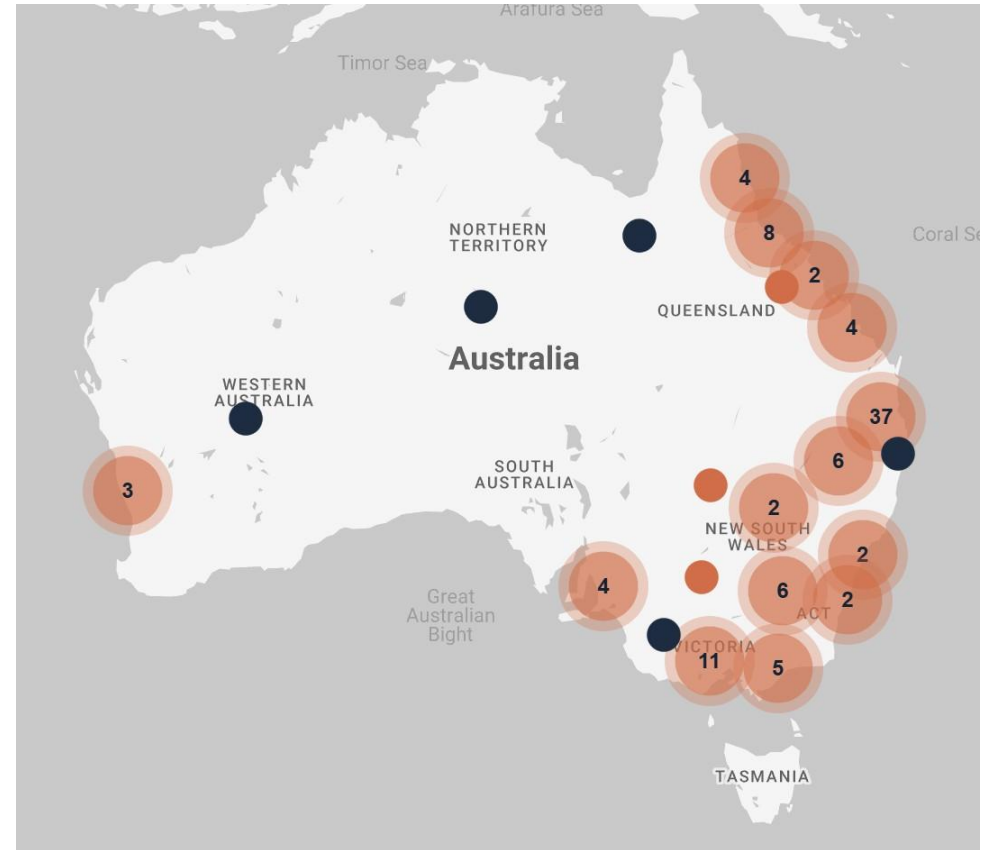 Arafura Sea
Timor Sea
4
NORTHERN
TERRITORY
8
Coral Se
2
QUEENSLAND
4
Australia
WESTERN
AUSTRALIA
37
6
SOUTH
AUSTRALIA
3
2
NEW SOUTH
WALES
2
4
6
2
Great
Australian
Bight
ACT
VICTORIA
11
5
TASMANIA